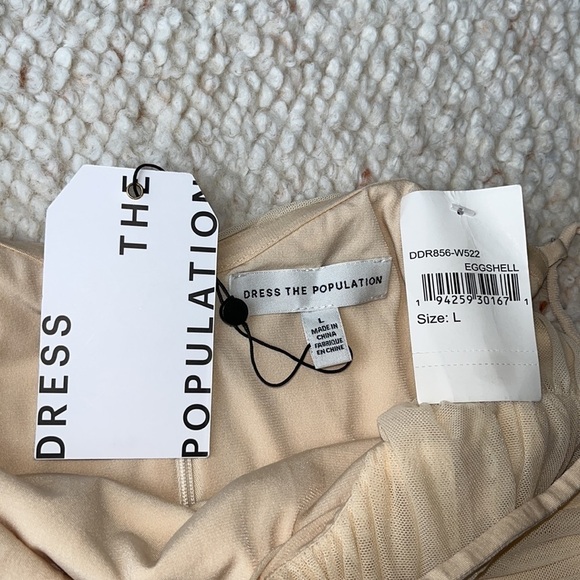 DRESS THE
POPULATION
DRESS THE POPULATION
L
MADE IN
CHINA
FABRIQUE
EN CHINE
DDR856-W522
EGGSHELL
1 94259 30167 1
Size: L